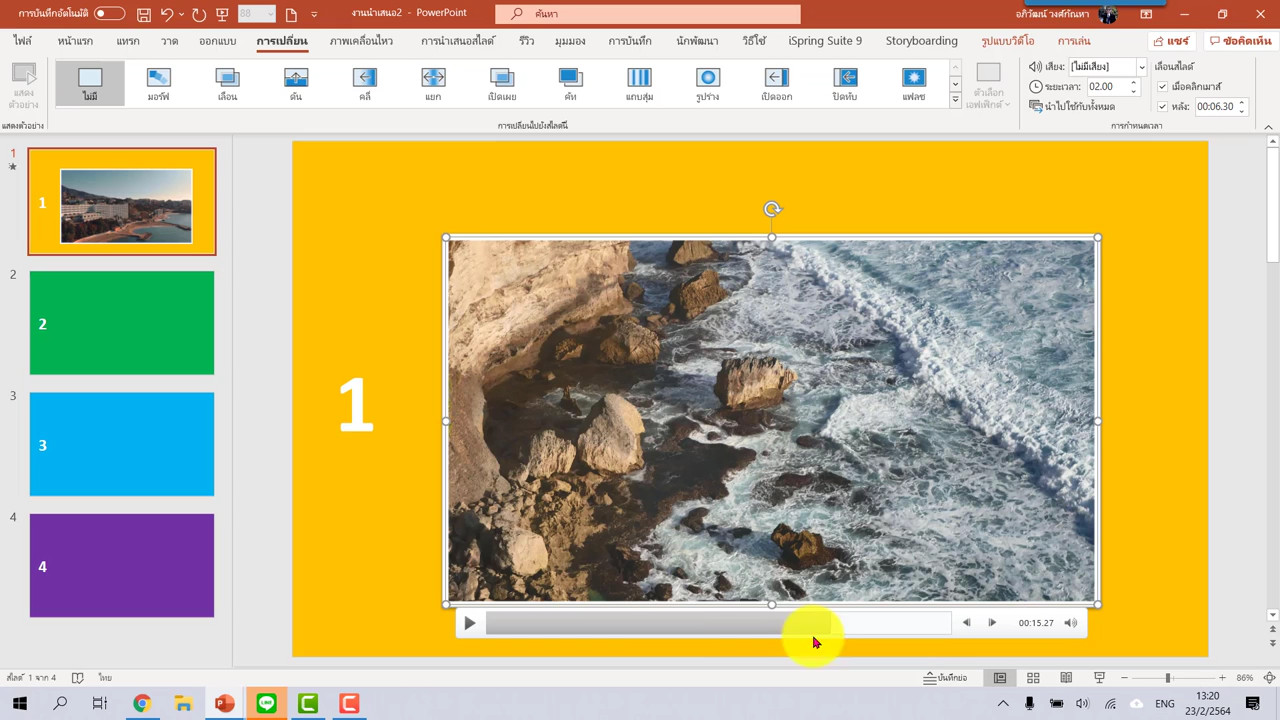 การบันทึกอัตโนมัติ
88
งานนำเสนอ2 - PowerPoint
ค้นหา
อภิวัฒน์ วงศ์กัณหา
ไฟล์ หน้าแรก แทรก วาด ออกแบบ การเปลี่ยน ภาพเคลื่อนไหว การนำเสนอสไลด์ รีวิว มุมมอง การบันทึก นักพัฒนา วิธีใช้ iSpring Suite 9 Storyboarding รูปแบบวิดีโอ การเล่น แชร์ ข้อคิดเห็น
แสดง
ตัวอย่าง
ไม่มี มอร์ฟ เลือน ดัน คลี่ แยก เปิดเผย คัท แถบสุ่ม รูปร่าง เปิดออก ปิดทับ แฟลช
ตัวเลือก
เอฟเฟ็กต์
เสียง: [ไม่มีเสียง]
ระยะเวลา: 02.00
นำไปใช้กับทั้งหมด
เลื่อนสไลด์
เมื่อคลิกเมาส์
หลัง: 00:06.30
แสดงตัวอย่าง
การเปลี่ยนไปยังสไลด์นี้
การกำหนดเวลา
1
1
2
2
3
3
4
4
1
00:15.27
สไลด์ 1 จาก 4
ไทย
บันทึกย่อ
86%
ENG
13:20
23/2/2564